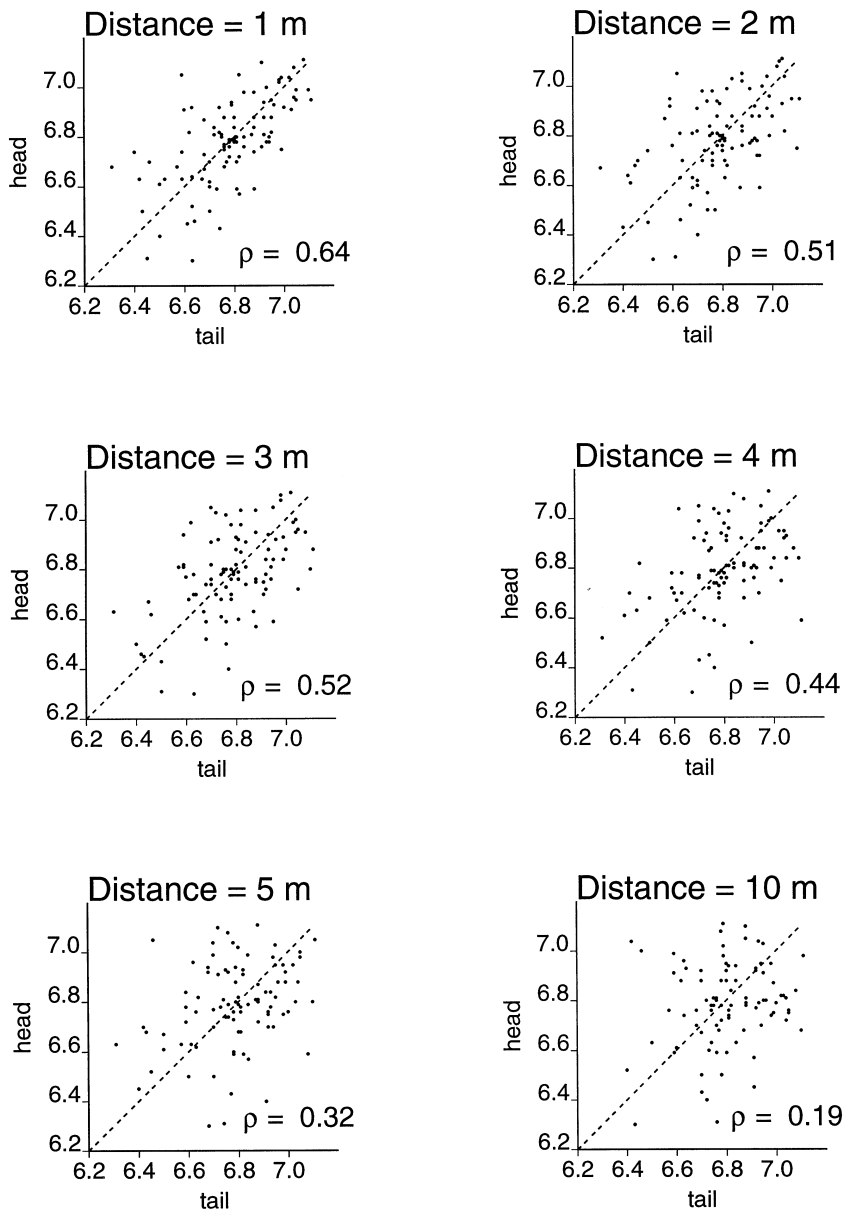 Distance = 1 m
7.0
6.8
6.6
6.4
6.2
head
ρ = 0.64
6.2 6.4 6.6 6.8 7.0
tail
Distance = 2 m
7.0
6.8
6.6
6.4
6.2
head
ρ = 0.51
6.2 6.4 6.6 6.8 7.0
tail
Distance = 3 m
7.0
6.8
6.6
6.4
6.2
head
ρ = 0.52
6.2 6.4 6.6 6.8 7.0
tail
Distance = 4 m
7.0
6.8
6.6
6.4
6.2
head
ρ = 0.44
6.2 6.4 6.6 6.8 7.0
tail
Distance = 5 m
7.0
6.8
6.6
6.4
6.2
head
ρ = 0.32
6.2 6.4 6.6 6.8 7.0
tail
Distance = 10 m
7.0
6.8
6.6
6.4
6.2
head
ρ = 0.19
6.2 6.4 6.6 6.8 7.0
tail